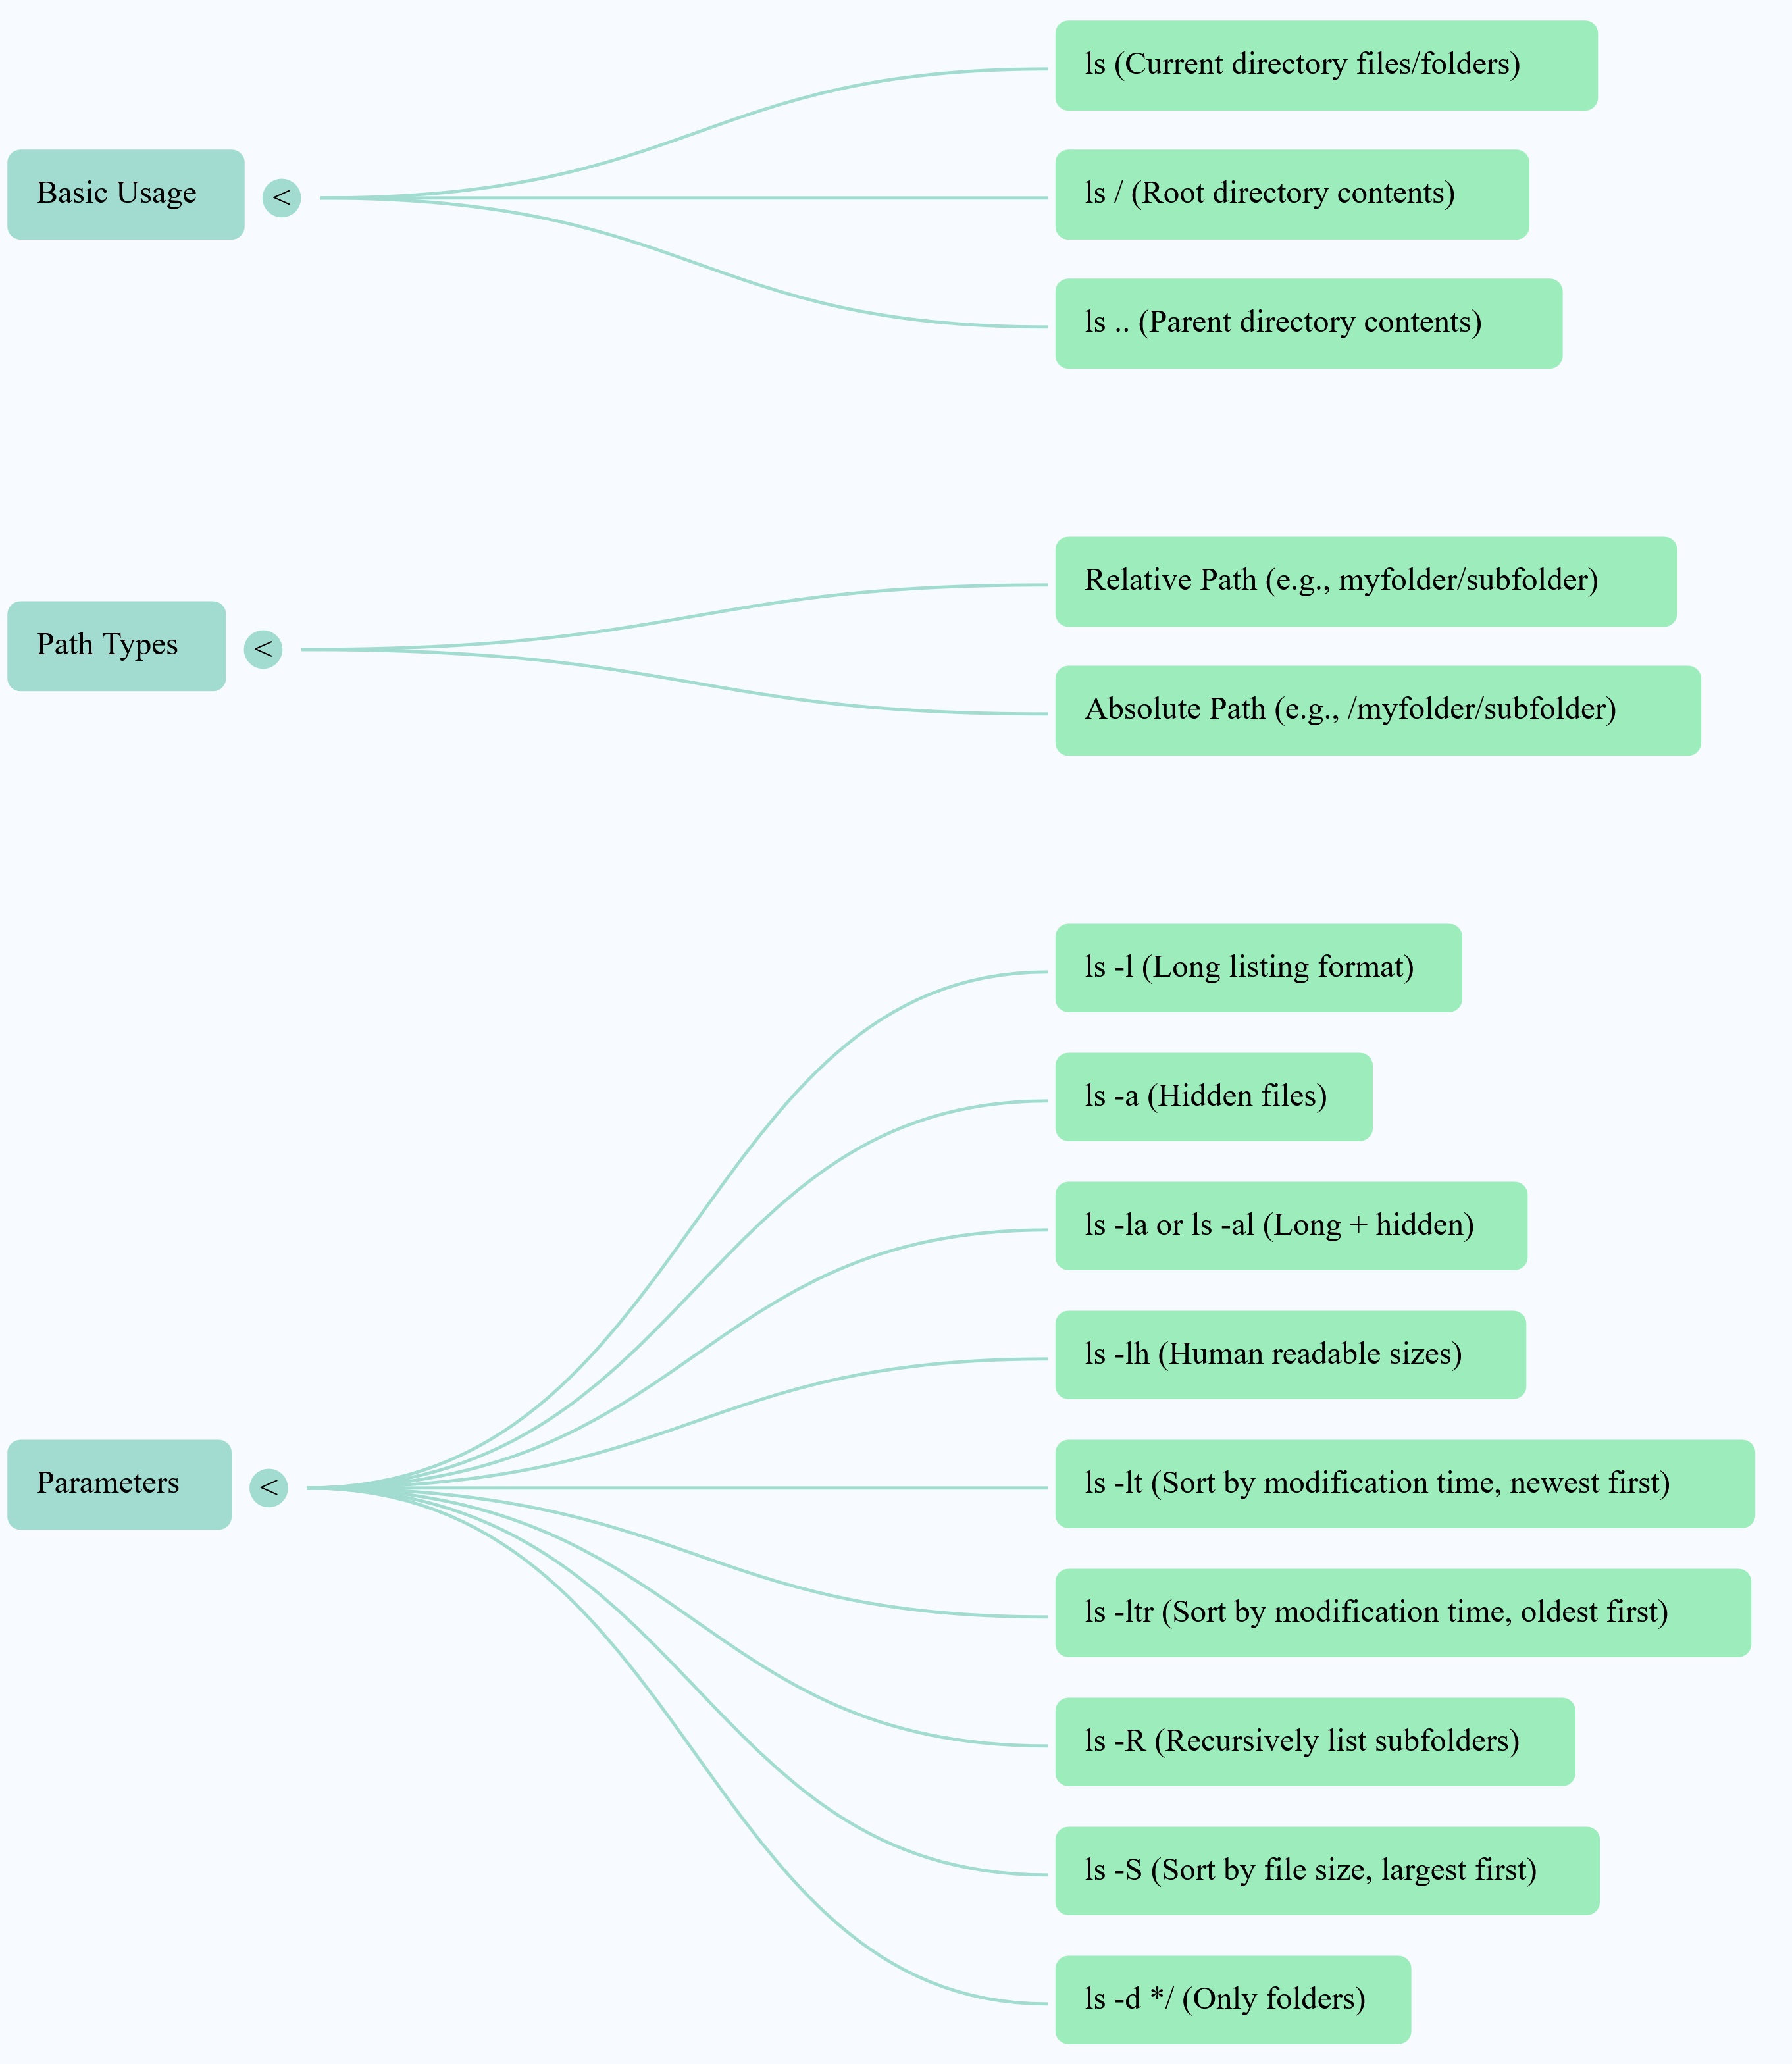 Basic Usage
<
ls (Current directory files/folders)
ls / (Root directory contents)
ls .. (Parent directory contents)
Path Types
<
Relative Path (e.g., myfolder/subfolder)
Absolute Path (e.g., /myfolder/subfolder)
Parameters
<
ls -l (Long listing format)
ls -a (Hidden files)
ls -la or ls -al (Long + hidden)
ls -lh (Human readable sizes)
ls -lt (Sort by modification time, newest first)
ls -ltr (Sort by modification time, oldest first)
ls -R (Recursively list subfolders)
ls -S (Sort by file size, largest first)
ls -d */ (Only folders)